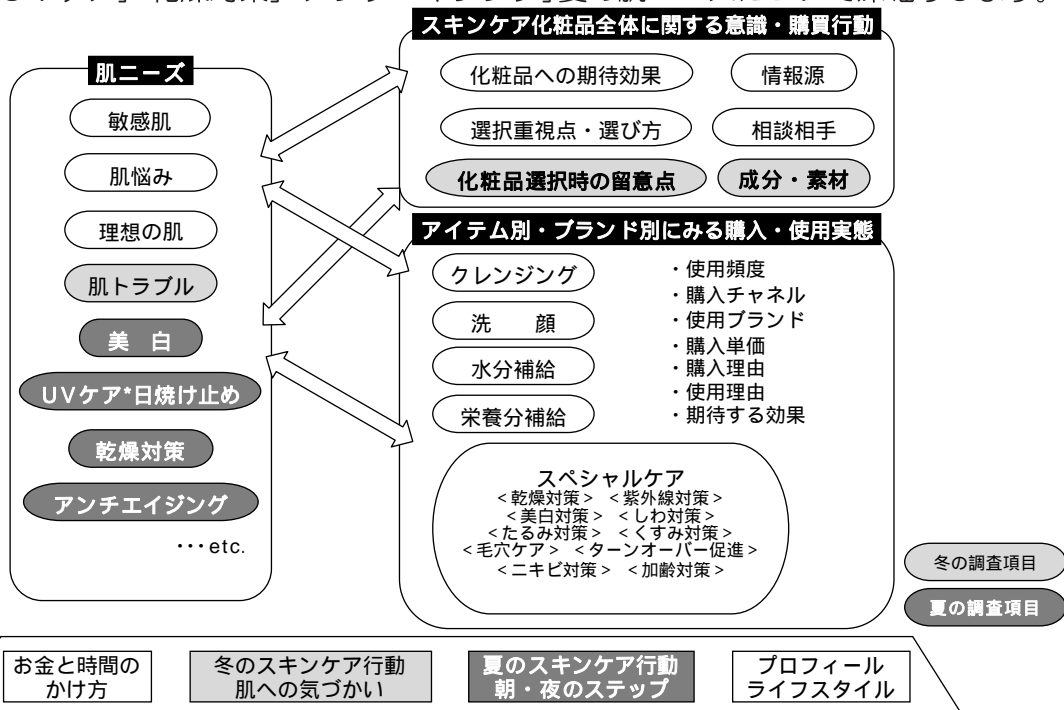 スキンケア化粧品全体に関する意識・購買行動
肌ニーズ
敏感肌
肌悩み
理想の肌
肌トラブル
美 白
UVケア*日焼け止め
乾燥対策
アンチエイジング
・・・etc.
化粧品への期待効果
情報源
選択重視点・選び方
相談相手
化粧品選択時の留意点
成分・素材
アイテム別・ブランド別にみる購入・使用実態
クレンジング
洗 顔
水分補給
栄養分補給
・使用頻度
・購入チャネル
・使用ブランド
・購入単価
・購入理由
・使用理由
・期待する効果
スペシャルケア
<乾燥対策> <紫外線対策>
<美白対策> <しわ対策>
<たるみ対策> <くすみ対策>
<毛穴ケア> <ターンオーバー促進>
<ニキビ対策> <加齢対策>
冬の調査項目
夏の調査項目
お金と時間の
かけ方
冬のスキンケア行動
肌への気づかい
夏のスキンケア行動
朝・夜のステップ
プロフィール
ライフスタイル